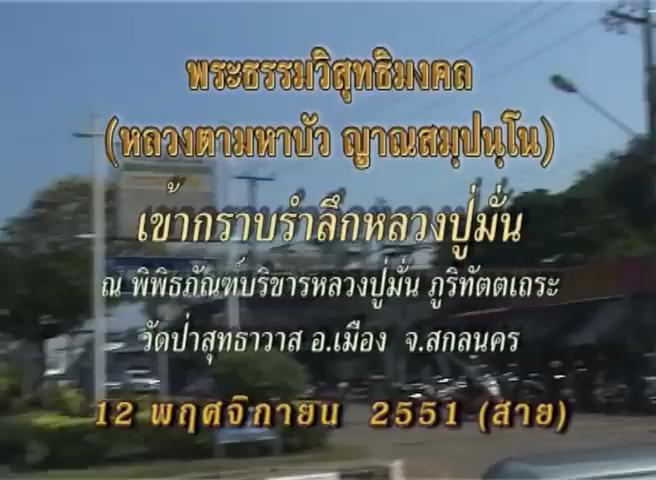 พระธรรมวิสุทธิมงคล
(หลวงตามหาบัว ญาณสมฺปนฺโน)
เข้ากราบรำลึกหลวงปู่มั่น
ณ พิพิธภัณฑ์บริขารหลวงปู่มั่น ภูริทัตตเถระ
วัดป่าสุทธาวาส อ.เมือง จ.สกลนคร
12 พฤศจิกายน 2551 (สาย)